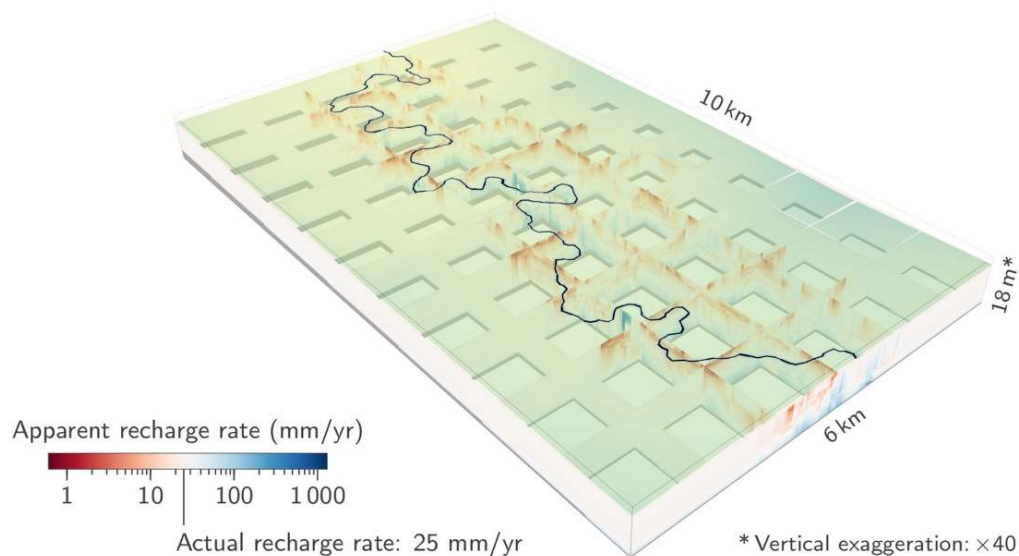 10 km
18 m*
6 km
Apparent recharge rate (mm/yr)
1 10 100 1 000
Actual recharge rate: 25 mm/yr
* Vertical exaggeration: ×40